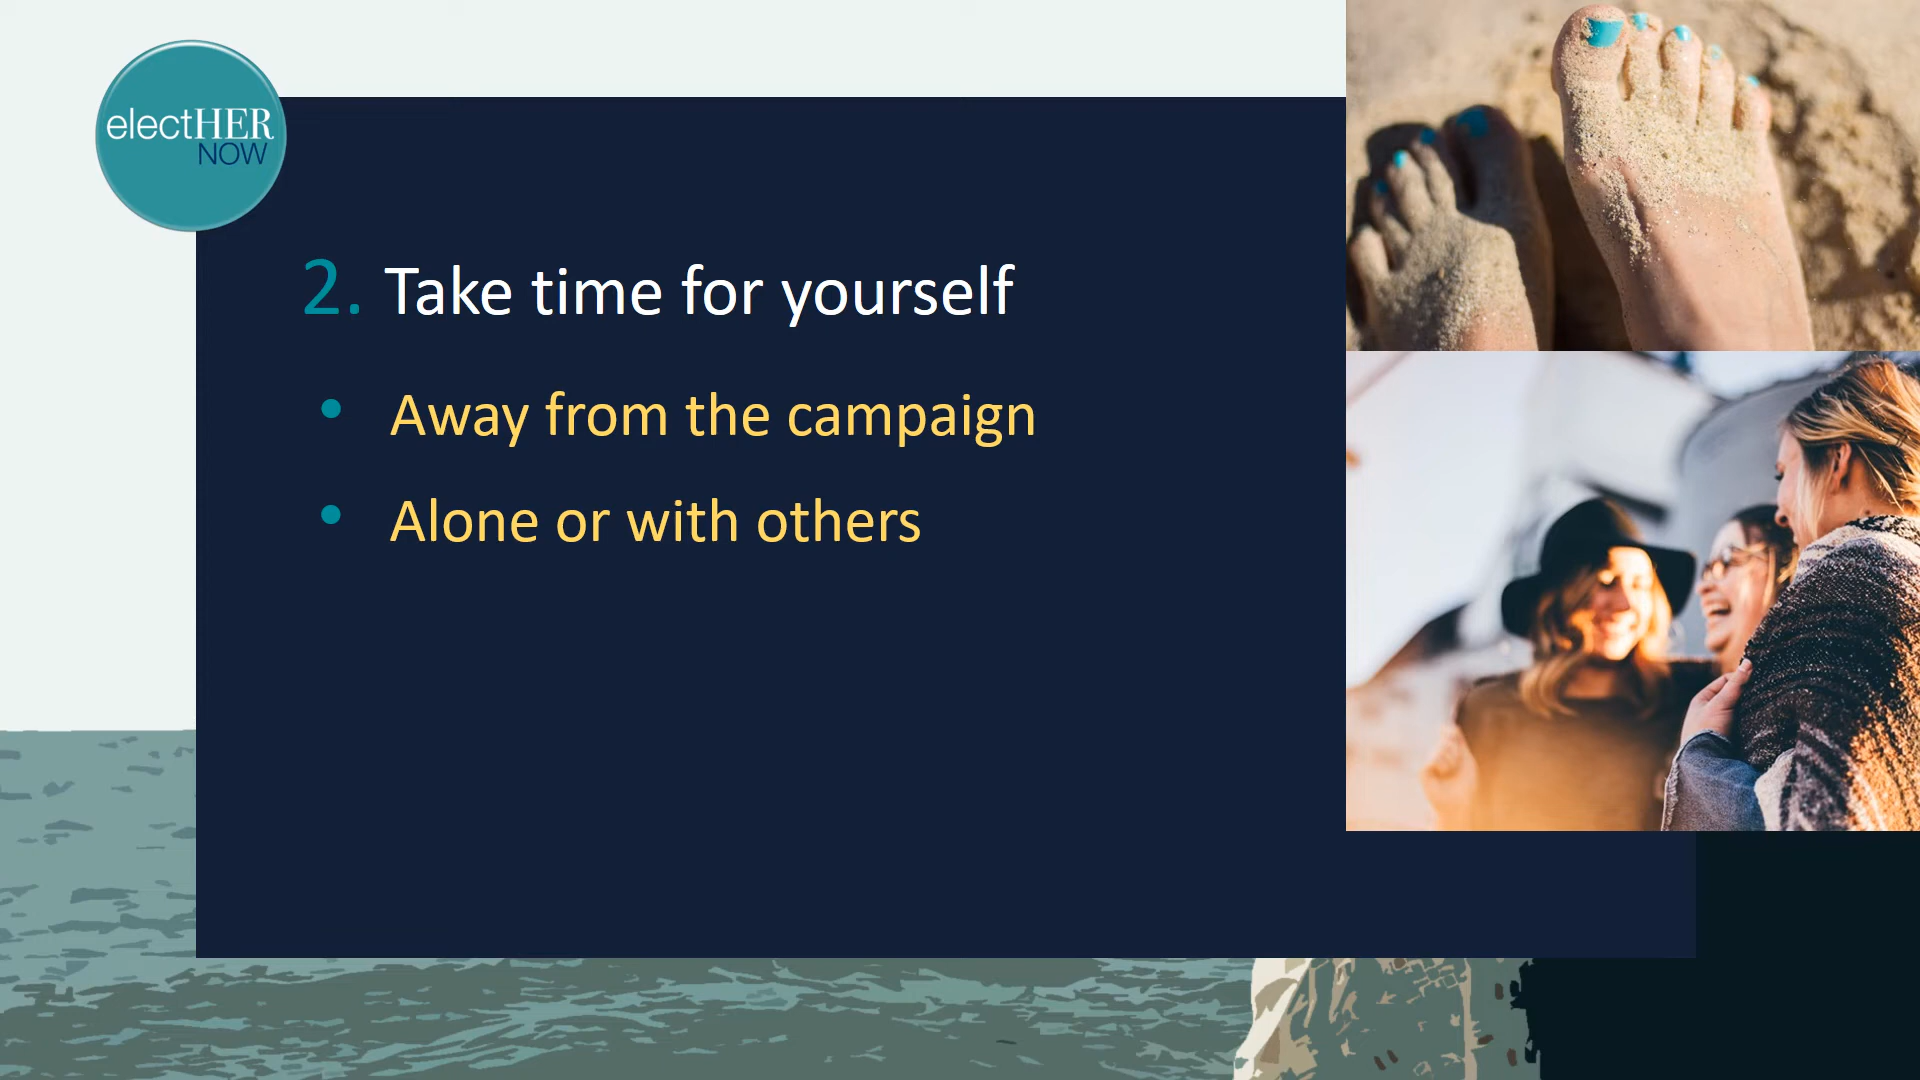 electHER
NOW
2. Take time for yourself
• Away from the campaign
• Alone or with others